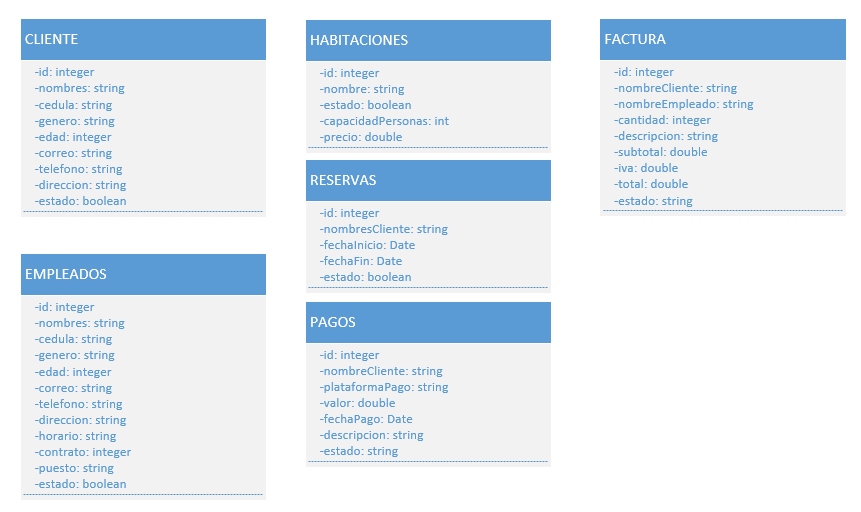 CLIENTE
-id: integer
-nombres: string
-cedula: string
-genero: string
-edad: integer
-correo: string
-telefono: string
-direccion: string
-estado: boolean
EMPLEADOS
-id: integer
-nombres: string
-cedula: string
-genero: string
-edad: integer
-correo: string
-telefono: string
-direccion: string
-horario: string
-contrato: integer
-puesto: string
-estado: boolean
HABITACIONES
-id: integer
-nombre: string
-estado: boolean
-capacidadPersonas: int
-precio: double
RESERVAS
-id: integer
-nombresCliente: string
-fechaInicio: Date
-fechaFin: Date
-estado: boolean
PAGOS
-id: integer
-nombreCliente: string
-plataformaPago: string
-valor: double
-fechaPago: Date
-descripcion: string
-estado: string
FACTURA
-id: integer
-nombreCliente: string
-nombreEmpleado: string
-cantidad: integer
-descripcion: string
-subtotal: double
-iva: double
-total: double
-estado: string